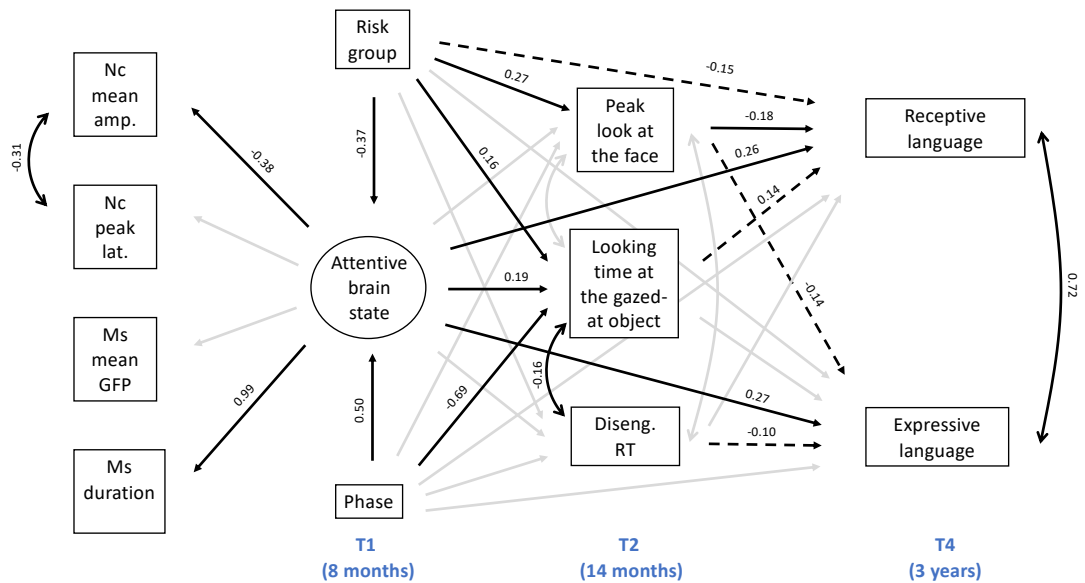 Risk
group
Nc
mean
amp.
-0.31
Nc
peak
lat.
Ms
mean
GFP
Ms
duration
-0.38
0.99
-0.37
Attentive
brain
state
0.50
Phase
0.27
0.16
0.19
-0.69
-0.15
Peak
look at
the face
Looking
time at
the gazed-
at object
-0.16
Diseng.
RT
-0.18
0.26
0.14
-0.14
0.27
-0.10
Receptive
language
Expressive
language
0.72
T1
(8 months)
T2
(14 months)
T4
(3 years)